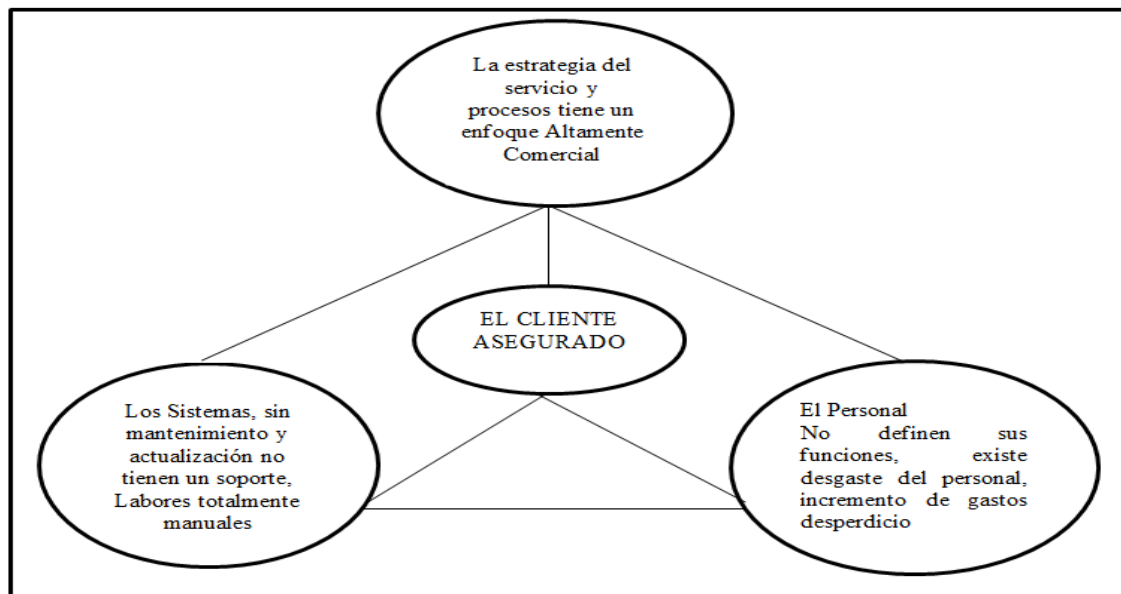 La estrategia del
servicio y
procesos tiene un
enfoque Altamente
Comercial
EL CLIENTE
ASEGURADO
Los Sistemas, sin
mantenimiento y
actualización no
tienen un soporte,
Labores totalmente
manuales
El Personal
No definen sus
funciones, existe
desgaste del personal,
incremento de gastos
desperdicio